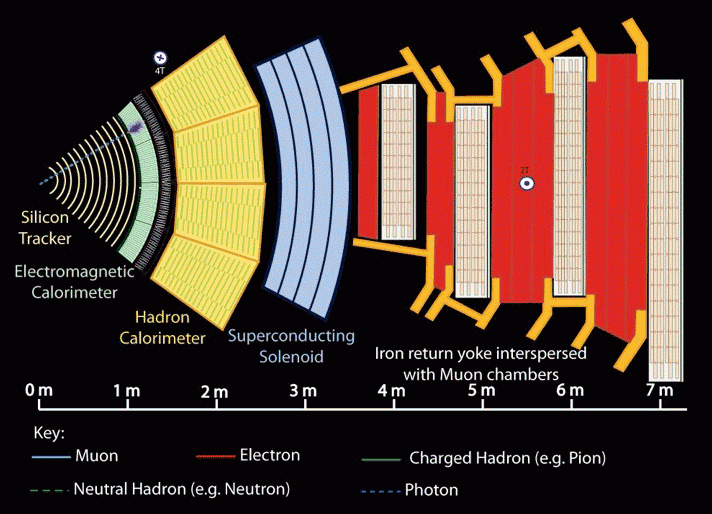 4T
2T
Silicon
Tracker
Electromagnetic
Calorimeter
Hadron
Calorimeter
Superconducting
Solenoid
Iron return yoke interspersed
with Muon chambers
0 m 1 m 2 m 3 m 4 m 5 m 6 m 7 m
Key:
Muon Electron Charged Hadron (e.g. Pion)
Neutral Hadron (e.g. Neutron) Photon